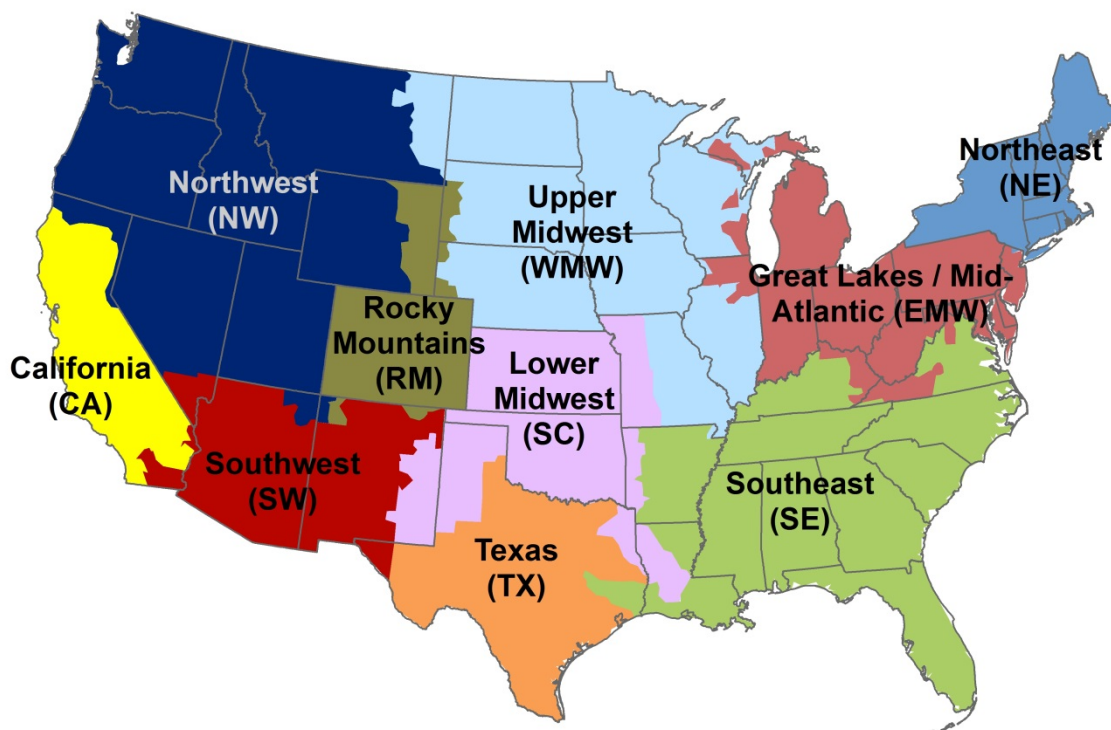 Northwest
(NW)
Upper
Midwest
(WMW)
Northeast
(NE)
Great Lakes / Mid-
Atlantic (EMW)
Rocky
Mountains
(RM)
Lower
Midwest
(SC)
California
(CA)
Southwest
(SW)
Southeast
(SE)
Texas
(TX)